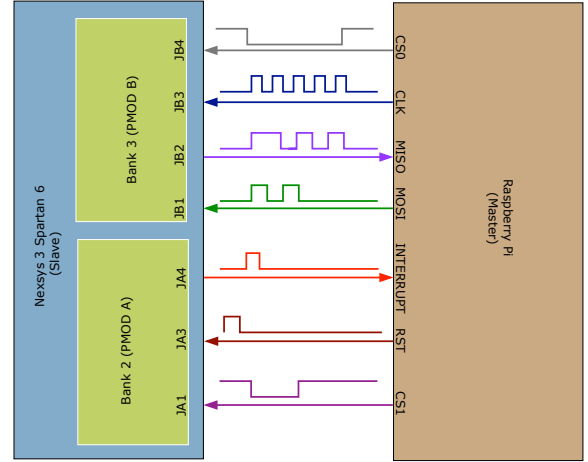 Nexsys 3 Spartan 6
(Slave)
Bank 3 (PMOD B)
JB4
JB3
JB2
JB1
Bank 2 (PMOD A)
JA4
JA3
JA1
CS0
CLK
MISO
MOSI
INTERRUPT
RST
CS1
Raspberry Pi
(Master)